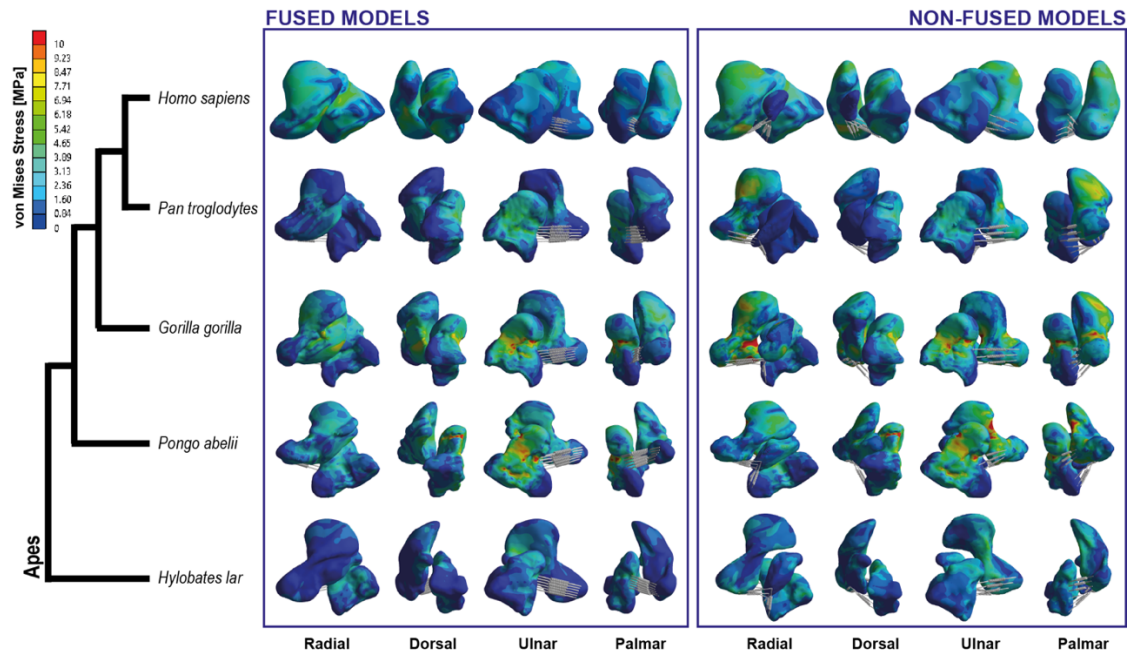 FUSED MODELS
NON-FUSED MODELS
von Mises Stress [MPa]
10
9.23
8.47
7.71
6.94
6.18
5.42
4.65
3.09
3.13
2.36
1.60
0.84
0
Homo sapiens
Pan troglodytes
Gorilla gorilla
Pongo abelii
Hylobates lar
Apes
Radial Dorsal Ulnar Palmar
Radial Dorsal Ulnar Palmar